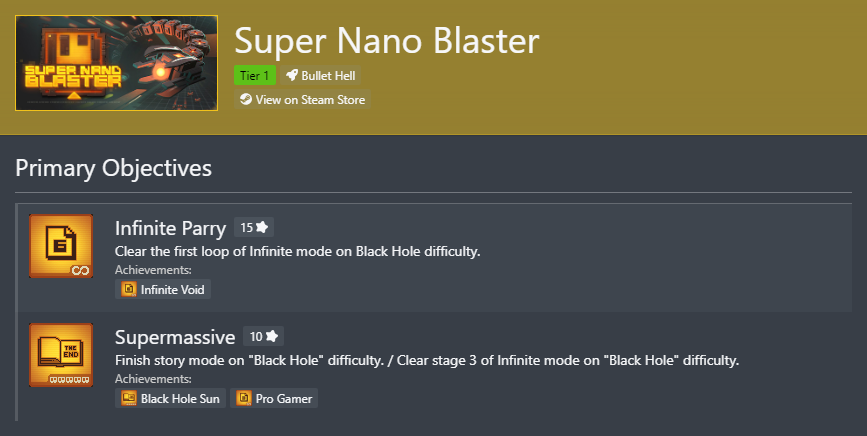 SUPER NANO
BLASTER
Super Nano Blaster
Tier 1 Bullet Hell
View on Steam Store
Primary Objectives
6
Infinite Parry 15
Clear the first loop of Infinite mode on Black Hole difficulty.
Achievements:
Infinite Void
THE
END
Supermassive 10
Finish story mode on "Black Hole" difficulty. / Clear stage 3 of Infinite mode on "Black Hole" difficulty.
Achievements:
Black Hole Sun Pro Gamer